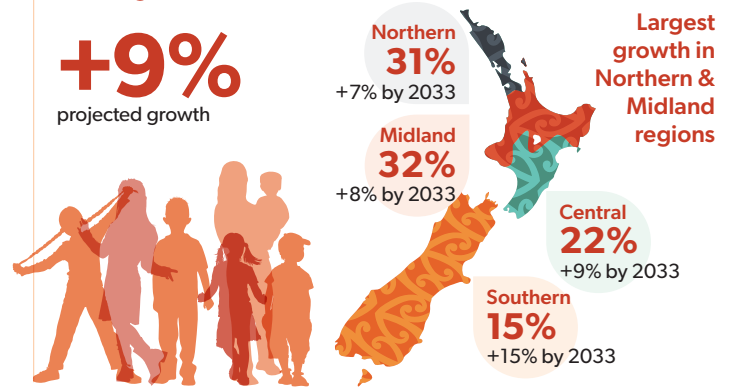 +9%
projected growth
Northern
31%
+7% by 2033
Midland
32%
+8% by 2033
Largest
growth in
Northern &
Midland
regions
Central
22%
+9% by 2033
Southern
15%
+15% by 2033